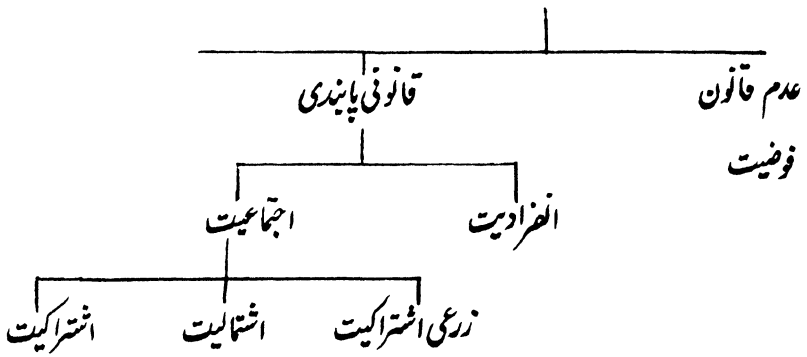 عدم قانون
قانونی پابندی
فوضیت
انفرادیت
اجتماعیت
زرعی اشتراکیت
اشتمالیت
اشتراکیت